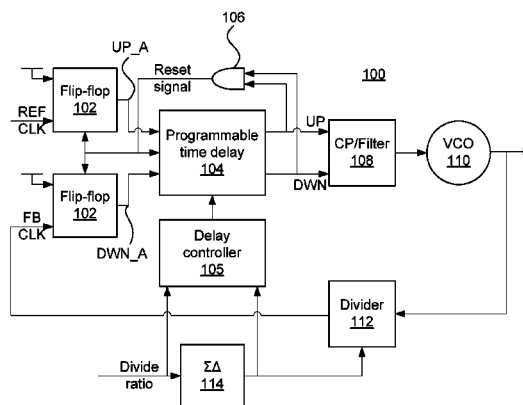 106
UP_A
Reset
signal
100
Flip-flop
102
REF
CLK
Programmable
time delay
104
UP
DWN
CP/Filter
108
VCO
110
Flip-flop
102
FB
CLK
DWN_A
Delay
controller
105
Divider
112
Divide
ratio
ΣΔ
114